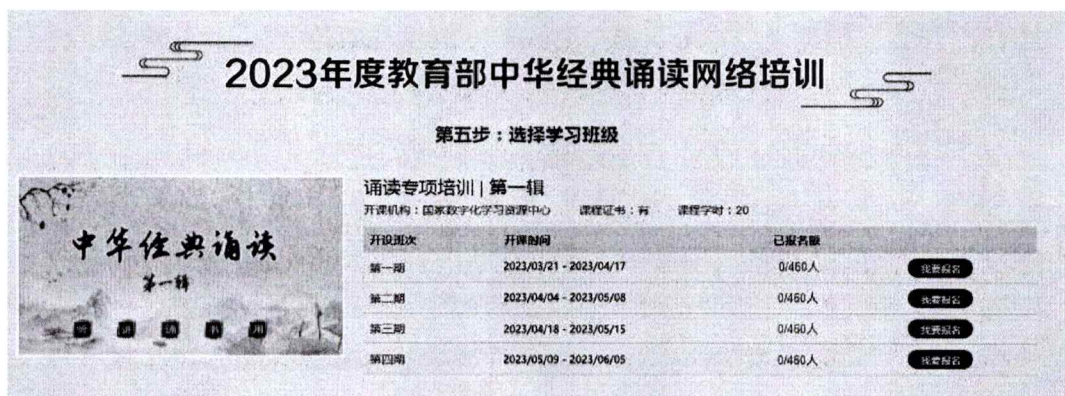 2023年度教育部中华经典诵读网络培训
第五步：选择学习班级
中华经典诵读
第一辑
听 讲 诵 书 用
诵读专项培训 | 第一辑
开课机构：国家数字化学习资源中心 课程证书：有 课程学时：20
开设班次 开课时间 已报名额
第一期 2023/03/21 - 2023/04/17 0/460人 我要报名
第二期 2023/04/04 - 2023/05/08 0/460人 我要报名
第三期 2023/04/18 - 2023/05/15 0/460人 我要报名
第四期 2023/05/09 - 2023/06/05 0/460人 我要报名